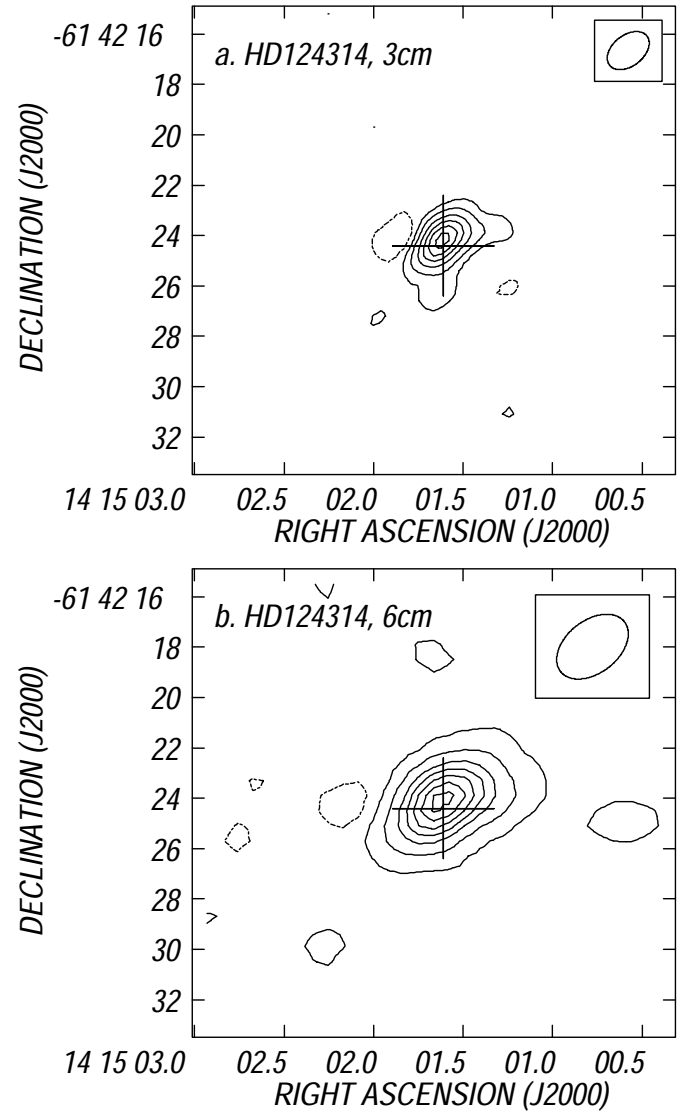 -61 42 16
a. HD124314, 3cm
18
20
22
24
26
28
30
32
DECLINATION (J2000)
14 15 03.0 02.5 02.0 01.5 01.0 00.5
RIGHT ASCENSION (J2000)
-61 42 16
b. HD124314, 6cm
18
20
22
24
26
28
30
32
DECLINATION (J2000)
14 15 03.0 02.5 02.0 01.5 01.0 00.5
RIGHT ASCENSION (J2000)